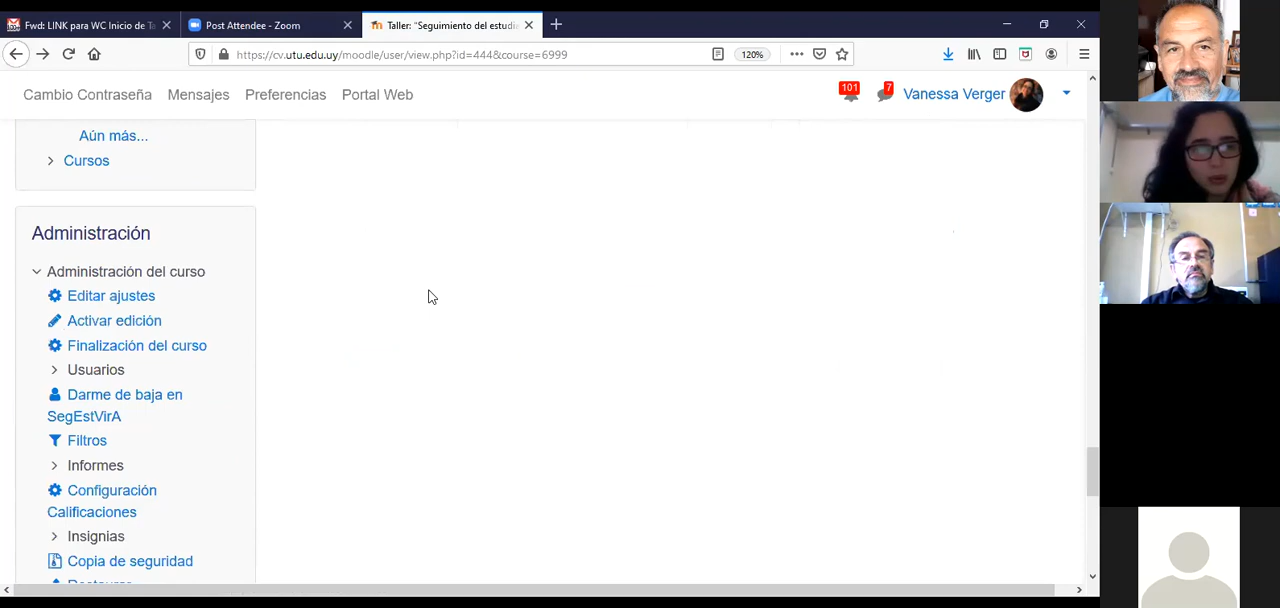 Fwd: LINK para WC Inicio de Ta
Post Attendee - Zoom
Taller: "Seguimiento del estudia
https://cv.utu.edu.uy/moodle/user/view.php?id=444&course=6999
120%
Cambio Contraseña Mensajes Preferencias Portal Web
101
7
Vanessa Verger
Aún más...
Cursos
Administración
Administración del curso
Editar ajustes
Activar edición
Finalización del curso
Usuarios
Darme de baja en
SegEstVirA
Filtros
Informes
Configuración
Calificaciones
Insignias
Copia de seguridad